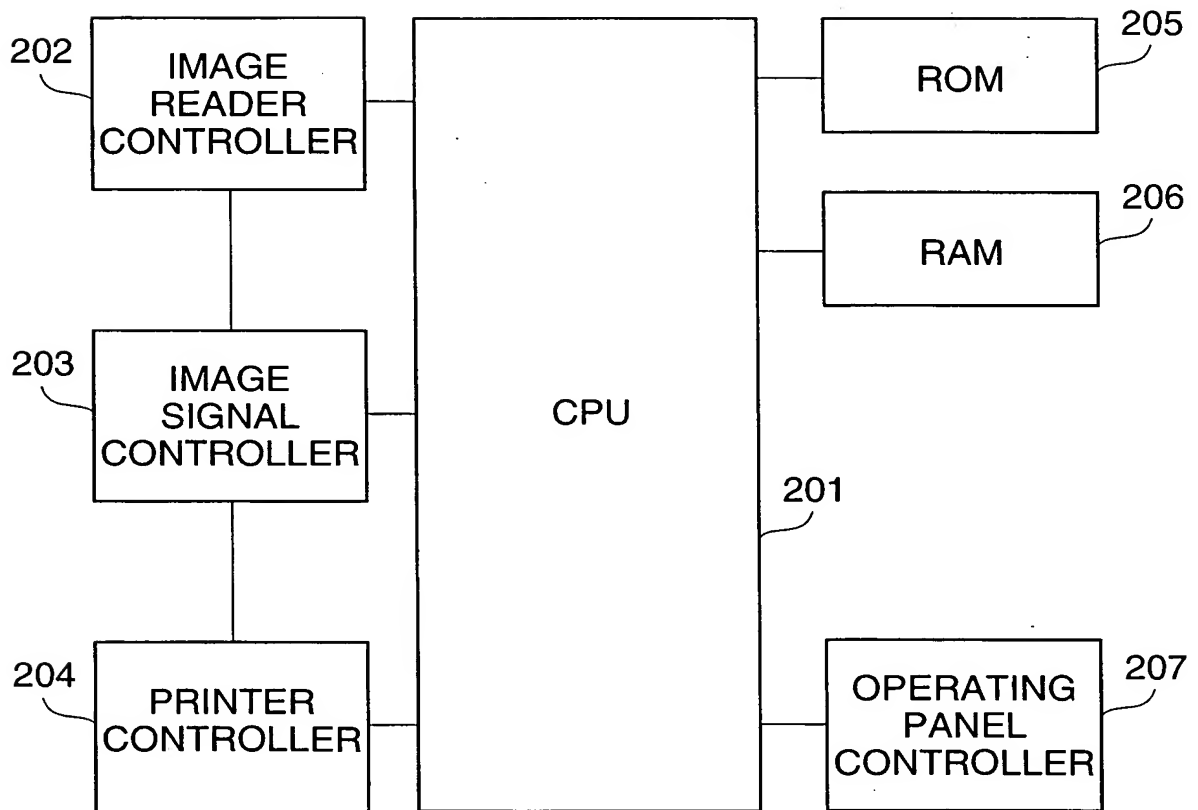 202
IMAGE
READER
CONTROLLER
203
IMAGE
SIGNAL
CONTROLLER
204
PRINTER
CONTROLLER
CPU
201
205
ROM
206
RAM
207
OPERATING
PANEL
CONTROLLER